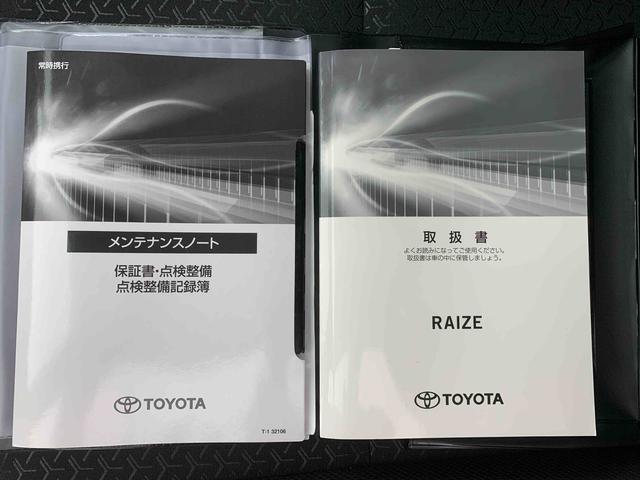 常時携行
メンテナンスノート
保証書・点検整備
点検整備記録簿
TOYOTA
T-1 32106
取扱書
よくお読みになってご使用ください。
取扱書は車の中に保管しましょう。
RAIZE
TOYOTA